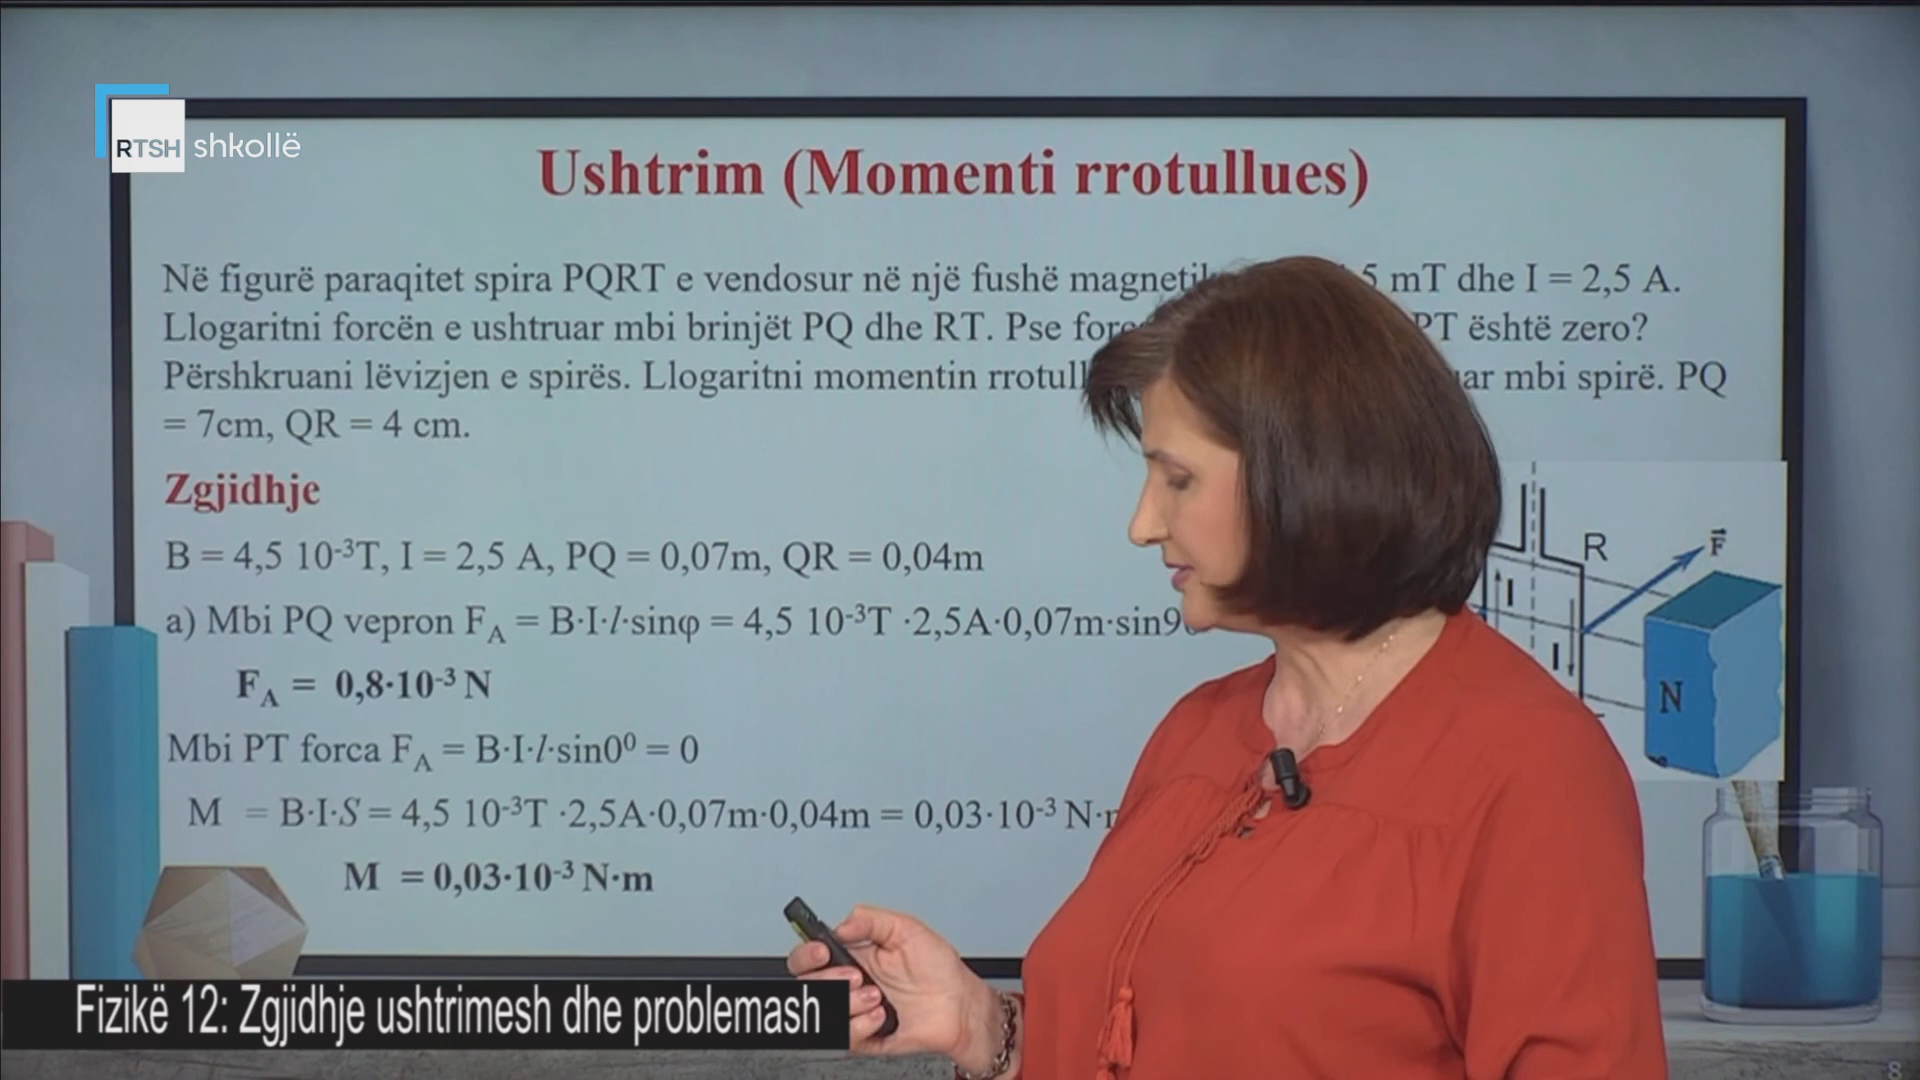 RTSH shkollë
Ushtrim (Momenti rrotullues)
Në figurë paraqitet spira PQRT e vendosur në një fushë 5 mT dhe I = 2,5 A.
Llogaritni forcën e ushtruar mbi brinjët PQ dhe RT. Pse PT është zero?
Përshkruani lëvizjen e spirës. Llogaritni momentin mbi spirë. PQ
= 7cm, QR = 4 cm.
Zgjidhje
B = 4,5 10⁻³T, I = 2,5 A, PQ = 0,07m, QR = 0,04m
a) Mbi PQ vepron F_A = B·I·l·sinφ = 4,5 10⁻³T ·2,5A·0,07m·sin9
F_A = 0,8·10⁻³ N
Mbi PT forca F_A = B·I·l·sin0⁰ = 0
M = B·I·S = 4,5 10⁻³T ·2,5A·0,07m·0,04m = 0,03·10⁻³ N·
M = 0,03·10⁻³ N·m
R
F
I
I
N
Fizikë 12: Zgjidhje ushtrimesh dhe problemash
8